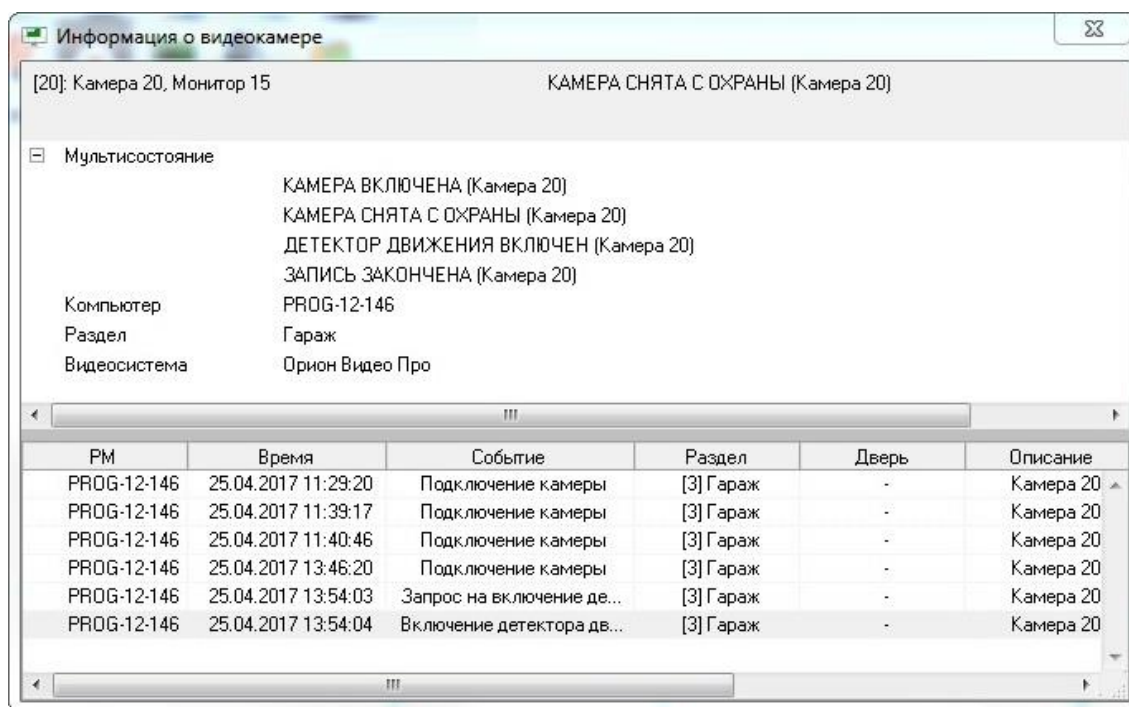 Информация о видеокамере
[20]: Камера 20, Монитор 15 КАМЕРА СНЯТА С ОХРАНЫ (Камера 20)
Мультисостояние
КАМЕРА ВКЛЮЧЕНА (Камера 20)
КАМЕРА СНЯТА С ОХРАНЫ (Камера 20)
ДЕТЕКТОР ДВИЖЕНИЯ ВКЛЮЧЕН (Камера 20)
ЗАПИСЬ ЗАКОНЧЕНА (Камера 20)
Компьютер PROG-12-146
Раздел Гараж
Видеосистема Орион Видео Про
РМ Время Событие Раздел Дверь Описание
PROG-12-146 25.04.2017 11:29:20 Подключение камеры [3] Гараж - Камера 20
PROG-12-146 25.04.2017 11:39:17 Подключение камеры [3] Гараж - Камера 20
PROG-12-146 25.04.2017 11:40:46 Подключение камеры [3] Гараж - Камера 20
PROG-12-146 25.04.2017 13:46:20 Подключение камеры [3] Гараж - Камера 20
PROG-12-146 25.04.2017 13:54:03 Запрос на включение де... [3] Гараж - Камера 20
PROG-12-146 25.04.2017 13:54:04 Включение детектора дв... [3] Гараж - Камера 20